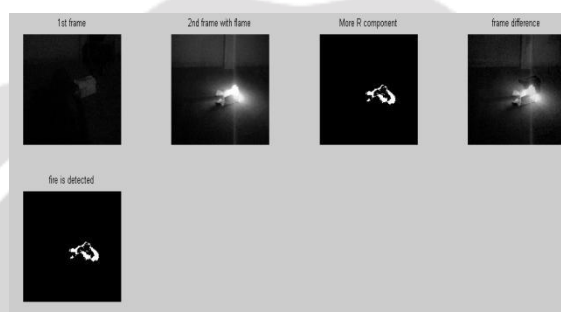 1st frame
2nd frame with flame
More R component
frame difference
fire is detected